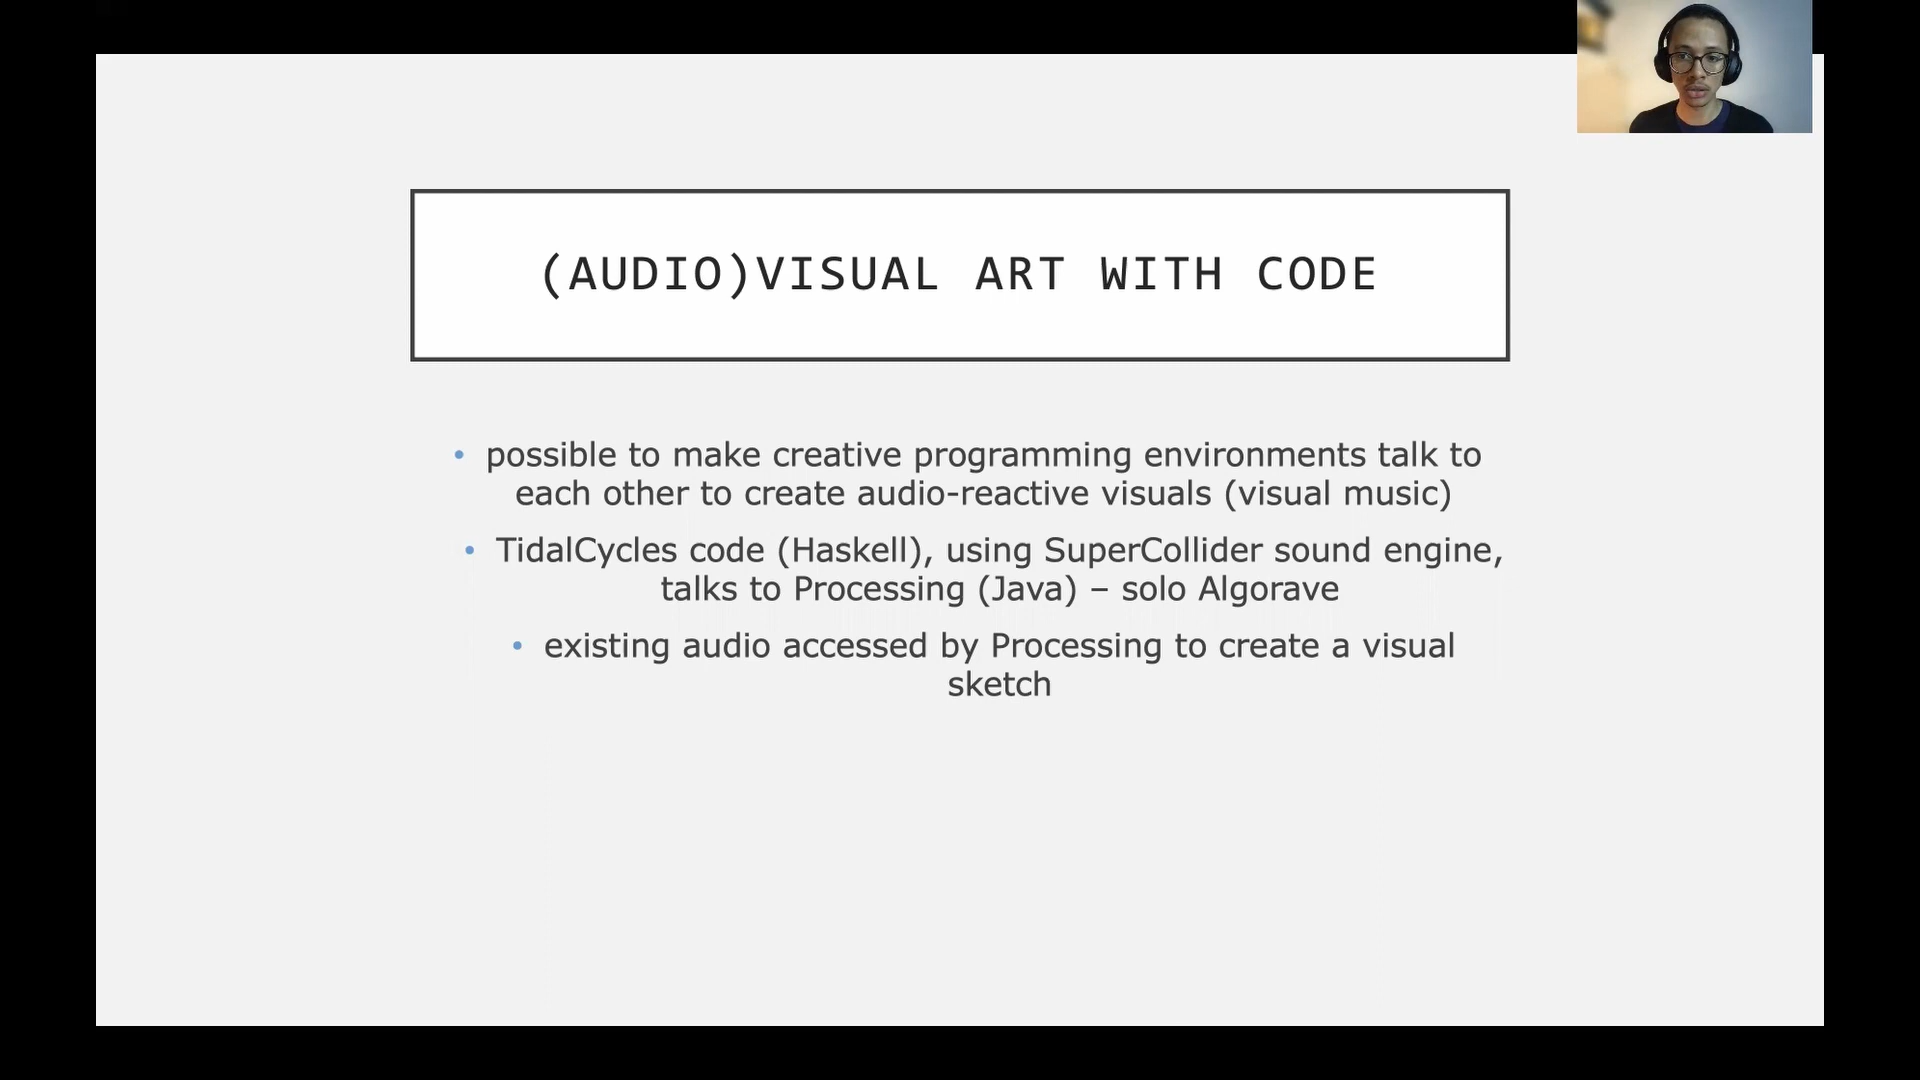 (AUDIO)VISUAL ART WITH CODE
• possible to make creative programming environments talk to
each other to create audio-reactive visuals (visual music)
• TidalCycles code (Haskell), using SuperCollider sound engine,
talks to Processing (Java) – solo Algorave
• existing audio accessed by Processing to create a visual
sketch